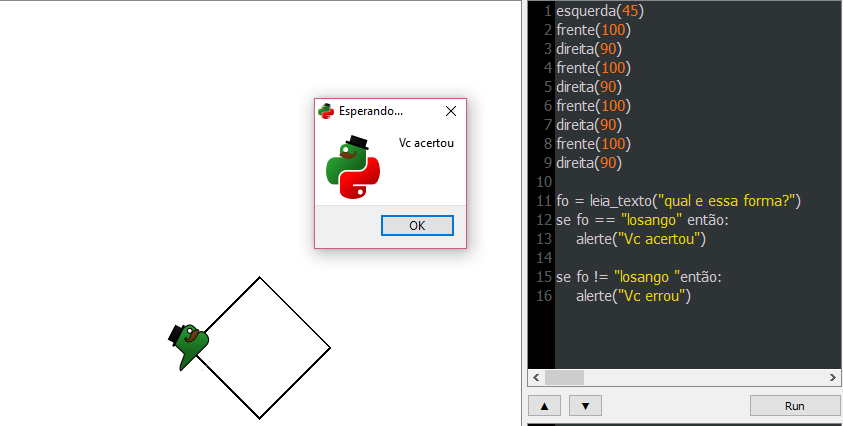 Esperando...
Vc acertou
OK
1 esquerda(45)
2 frente(100)
3 direita(90)
4 frente(100)
5 direita(90)
6 frente(100)
7 direita(90)
8 frente(100)
9 direita(90)
10
11 fo = leia_texto("qual e essa forma?")
12 se fo == "losango" então:
13 alerte("Vc acertou")
14
15 se fo != "losango "então:
16 alerte("Vc errou")
Run